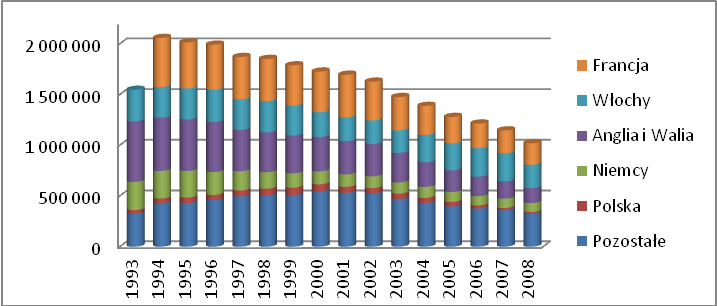 2 000 000
1 500 000
1 000 000
500 000
0
1993 1994 1995 1996 1997 1998 1999 2000 2001 2002 2003 2004 2005 2006 2007 2008
Francja
Włochy
Anglia i Walia
Niemcy
Polska
Pozostałe